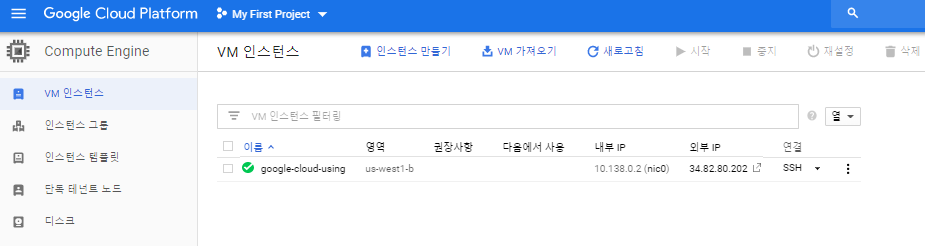 Google Cloud Platform My First Project
Compute Engine
VM 인스턴스 인스턴스 만들기 VM 가져오기 새로고침 시작 중지 재설정 삭제
VM 인스턴스
인스턴스 그룹
인스턴스 템플릿
단독 테넌트 노드
디스크
VM 인스턴스 필터링 열
이름 영역 권장사항 다음에서 사용 내부 IP 외부 IP 연결
google-cloud-using us-west1-b 10.138.0.2 (nic0) 34.82.80.202 SSH